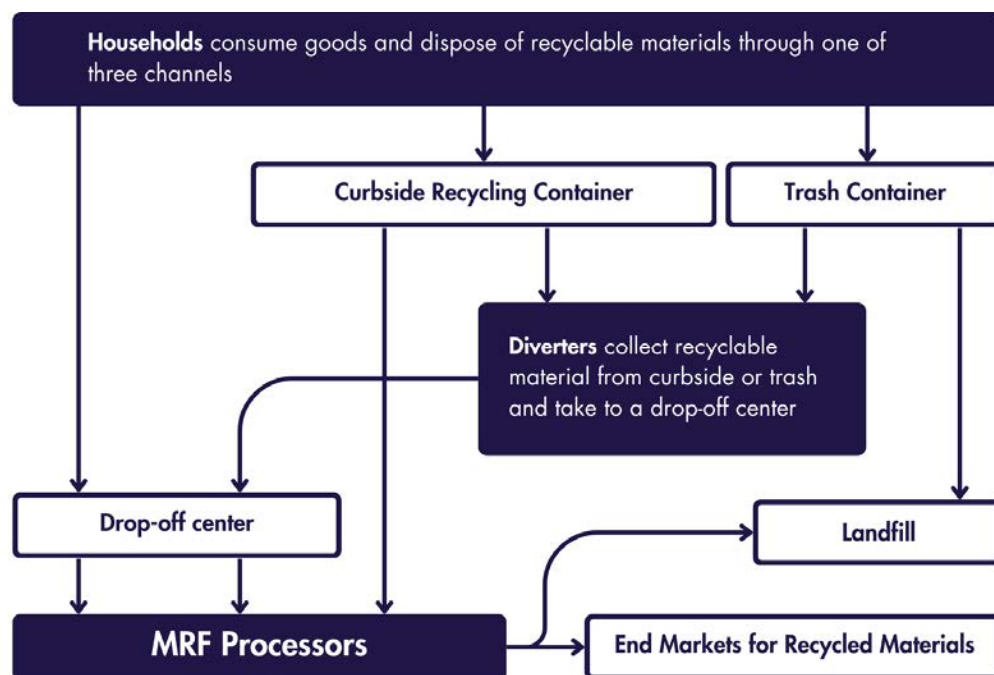 Households consume goods and dispose of recyclable materials through one of
three channels
Curbside Recycling Container
Trash Container
Diverters collect recyclable
material from curbside or trash
and take to a drop-off center
Drop-off center
Landfill
MRF Processors
End Markets for Recycled Materials